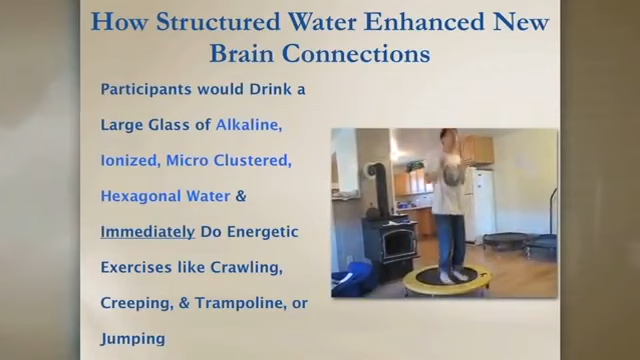 How Structured Water Enhanced New
Brain Connections
Participants would Drink a
Large Glass of Alkaline,
Ionized, Micro Clustered,
Hexagonal Water &
Immediately Do Energetic
Exercises like Crawling,
Creeping, & Trampoline, or
Jumping